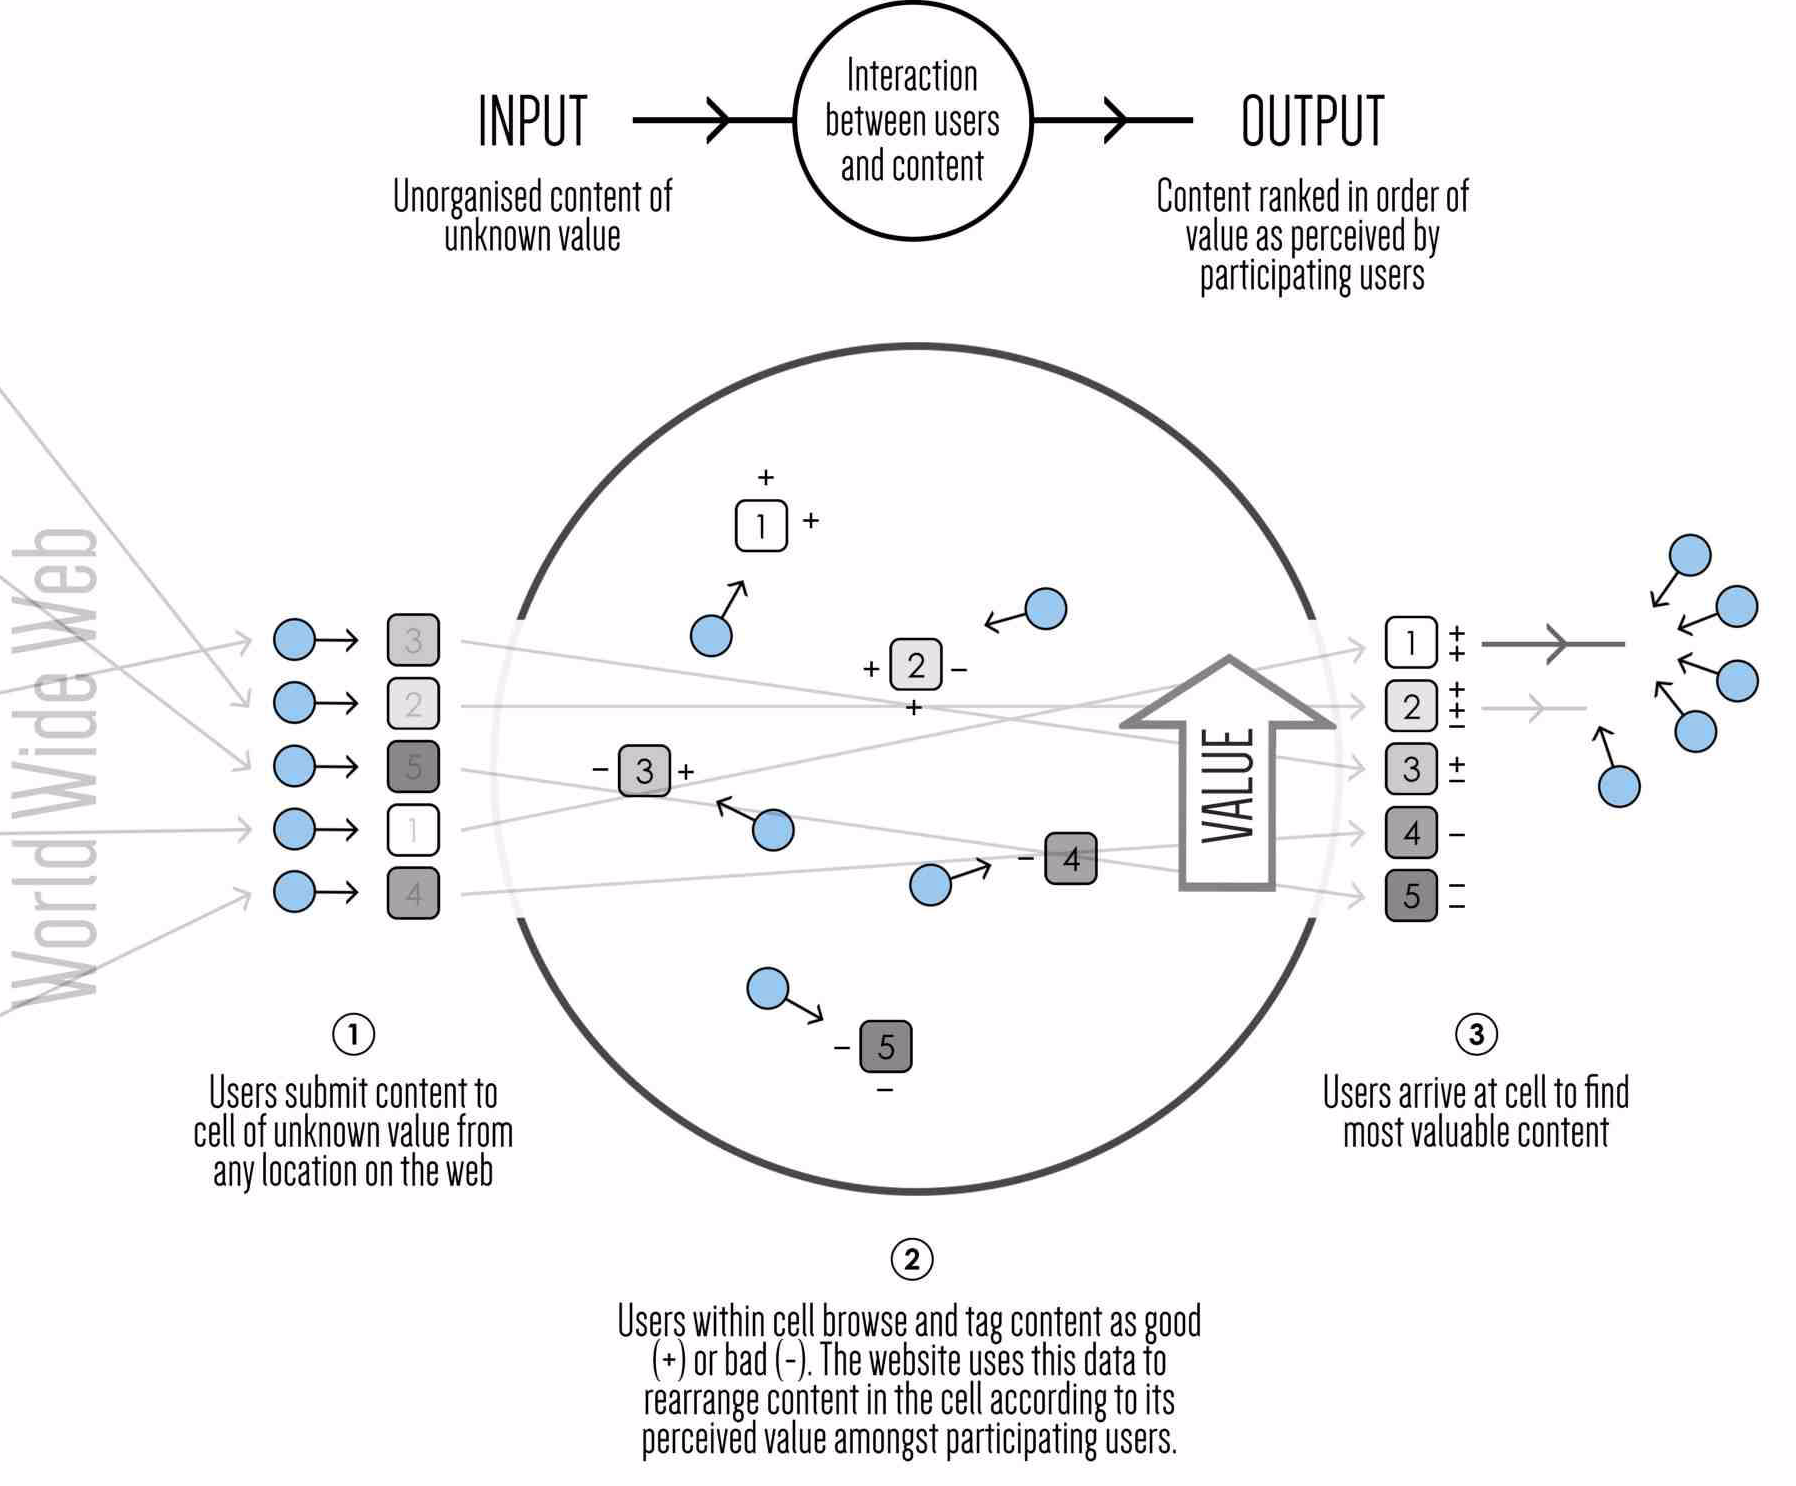 INPUT
Unorganised content of
unknown value
Interaction
between users
and content
OUTPUT
Content ranked in order of
value as perceived by
participating users
World Wide Web
3
2
5
1
4
+
1 +
+ 2 -
+
- 3 +
- 4
- 5
-
VALUE
1 + +
2 + + -
3 + -
4 -
5 - -
1
Users submit content to
cell of unknown value from
any location on the web
2
Users within cell browse and tag content as good
(+) or bad (-). The website uses this data to
rearrange content in the cell according to its
perceived value amongst participating users.
3
Users arrive at cell to find
most valuable content